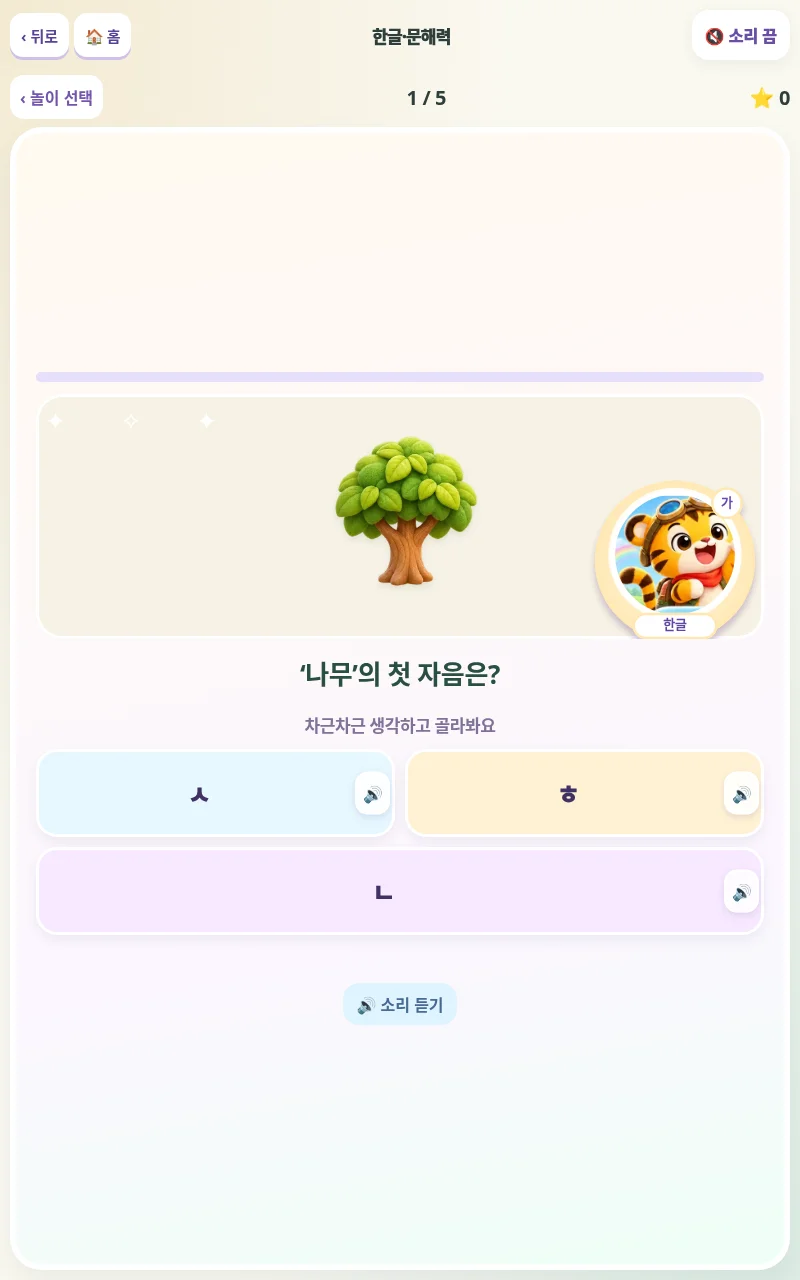 ‹ 뒤로 🏠 홈 한글·문해력 🔇 소리 끔
‹ 놀이 선택 1 / 5 ⭐ 0
가
한글
‘나무’의 첫 자음은?
차근차근 생각하고 골라봐요
ㅅ 🔊 ㅎ 🔊
ㄴ 🔊
🔊 소리 듣기